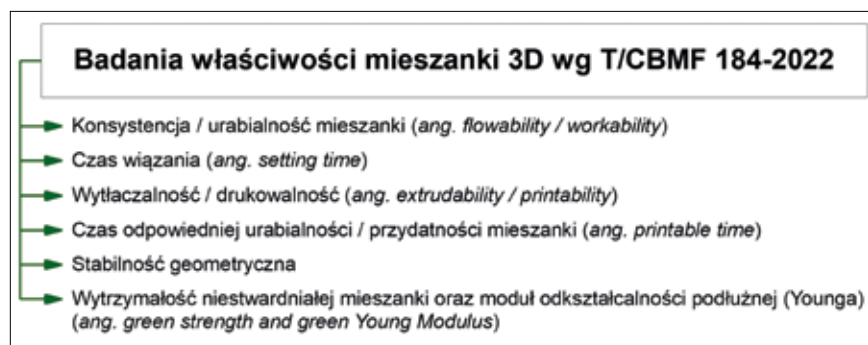 Badania właściwości mieszanki 3D wg T/CBMF 184-2022
Konsystencja / urabialność mieszanki (ang. flowability / workability)
Czas wiązania (ang. setting time)
Wytłaczalność / drukowalność (ang. extrudability / printability)
Czas odpowiedniej urabialności / przydatności mieszanki (ang. printable time)
Stabilność geometryczna
Wytrzymałość niestwardniałej mieszanki oraz moduł odkształcalności podłużnej (Younga)
(ang. green strength and green Young Modulus)